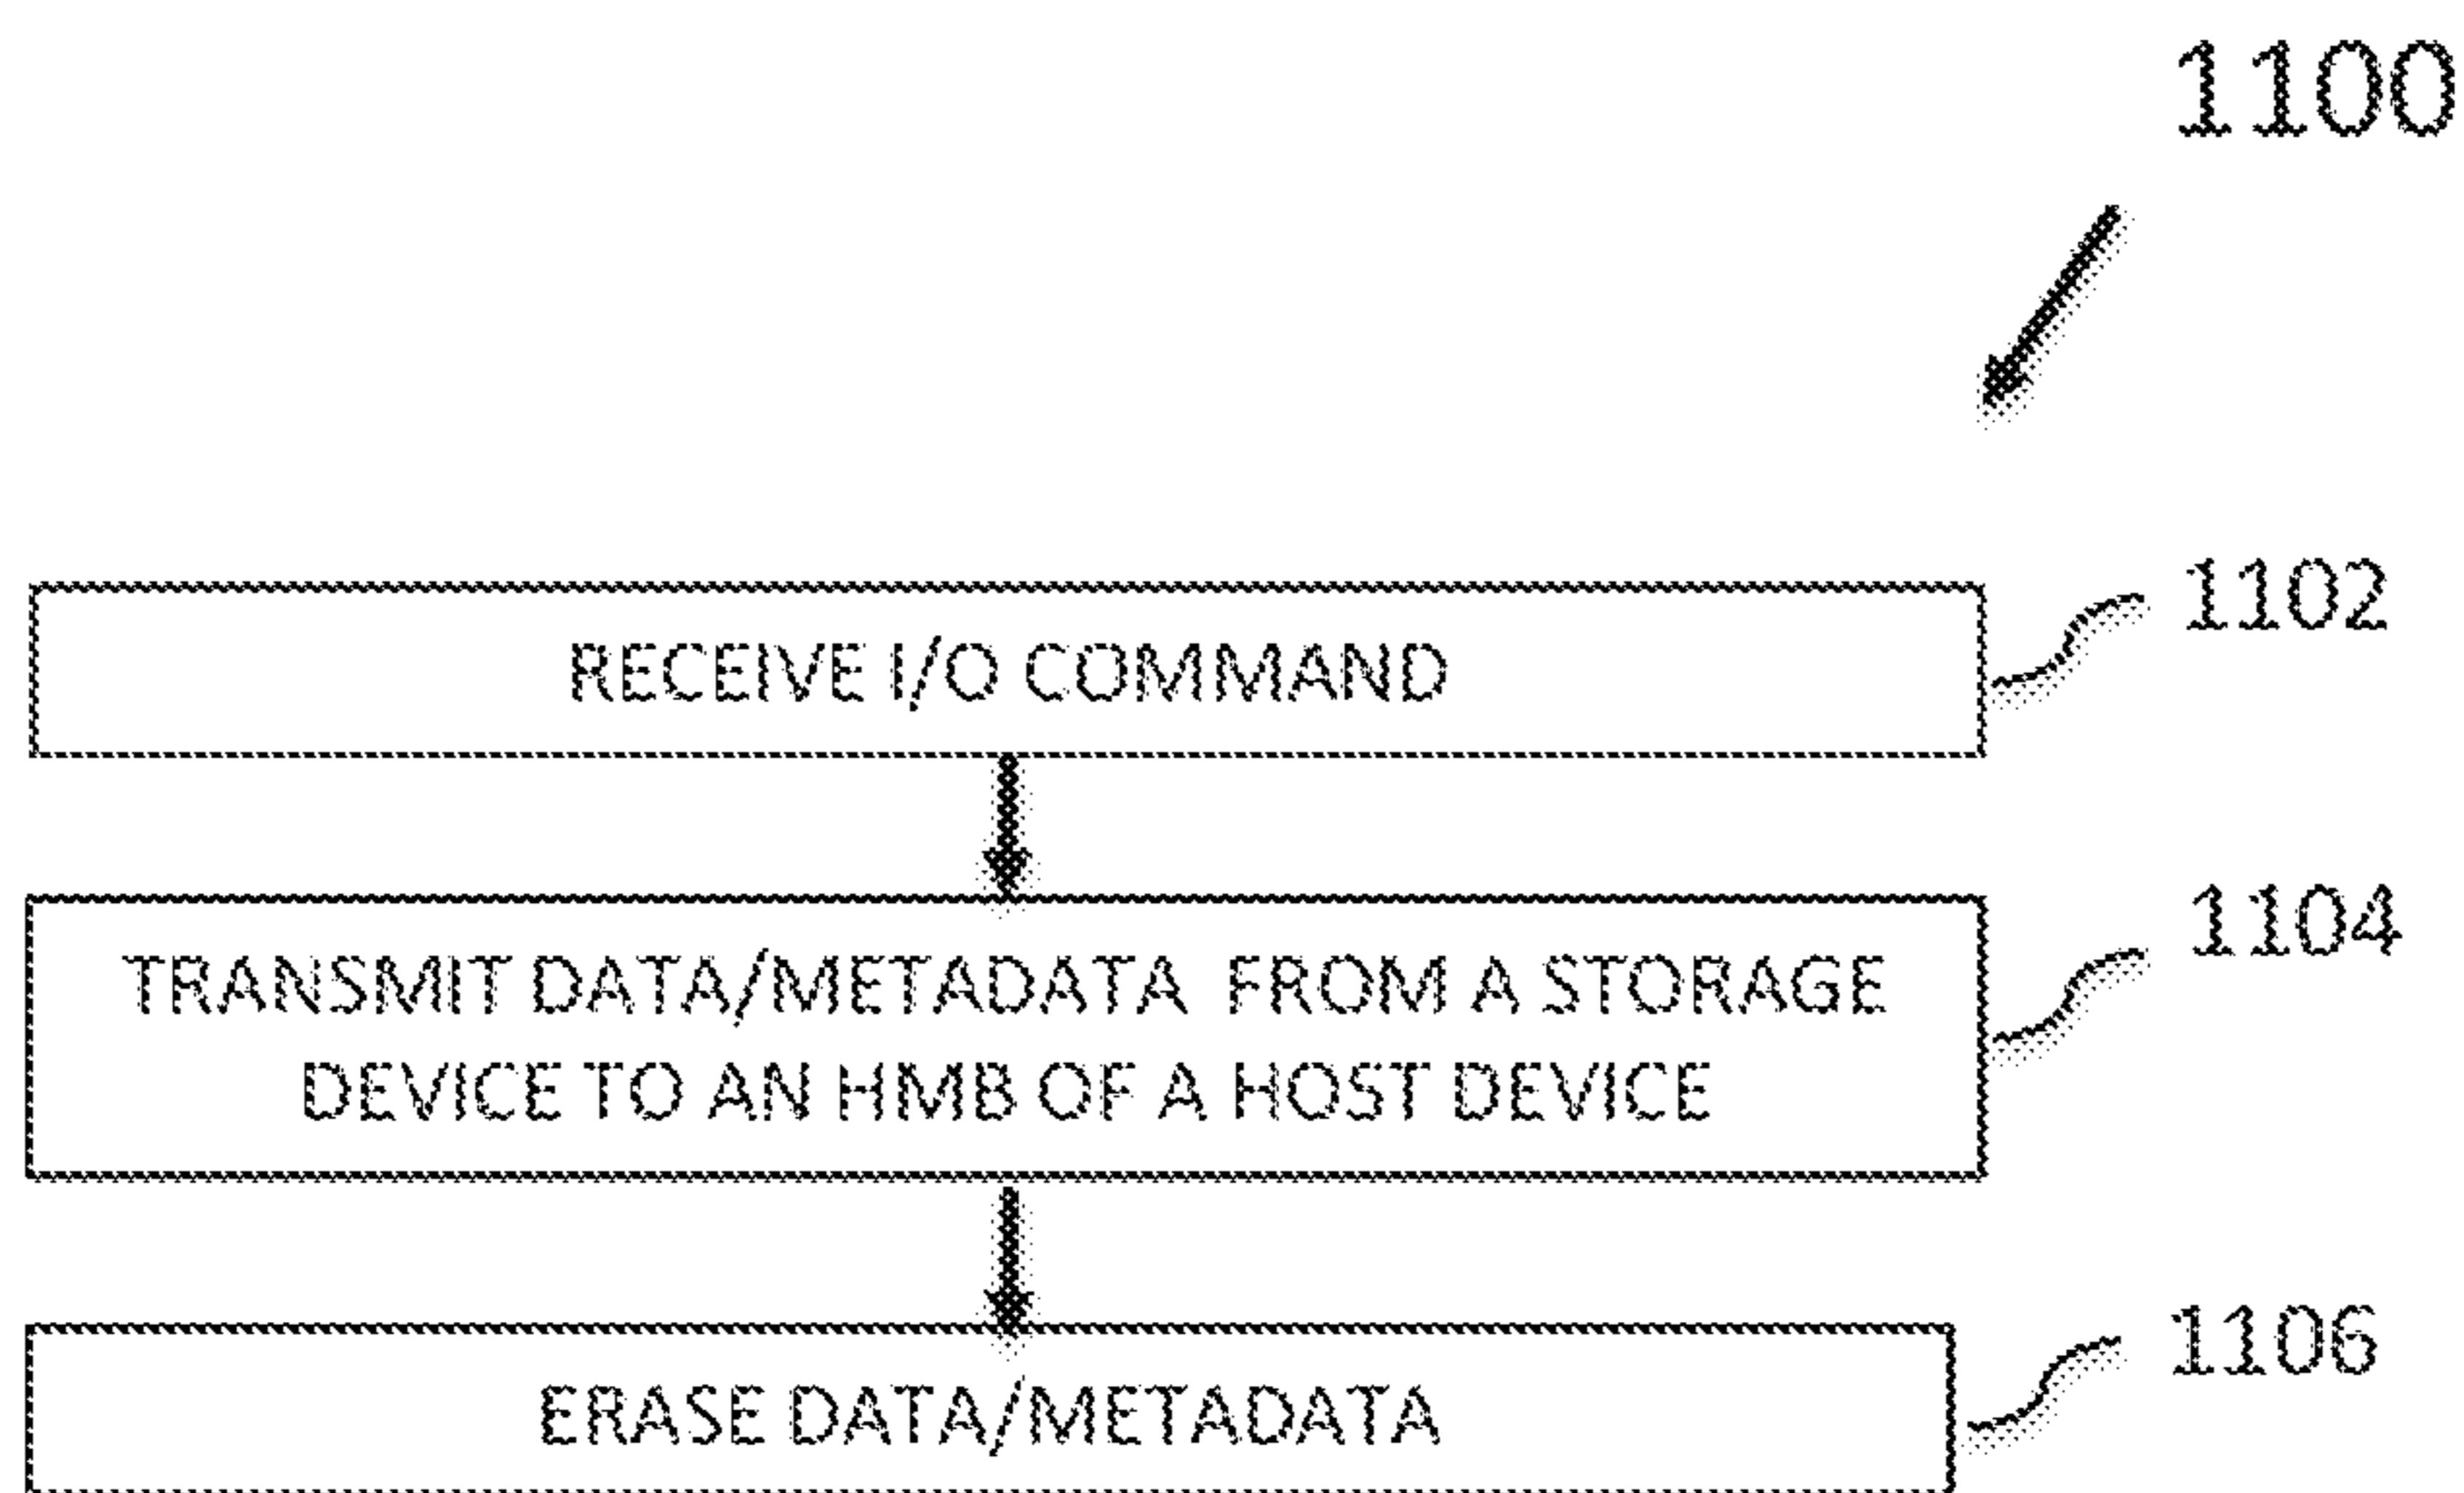 1100
RECEIVE I/O COMMAND
1102
TRANSMIT DATA/METADATA FROM A STORAGE
DEVICE TO AN HMB OF A HOST DEVICE
1104
ERASE DATA/METADATA
1106